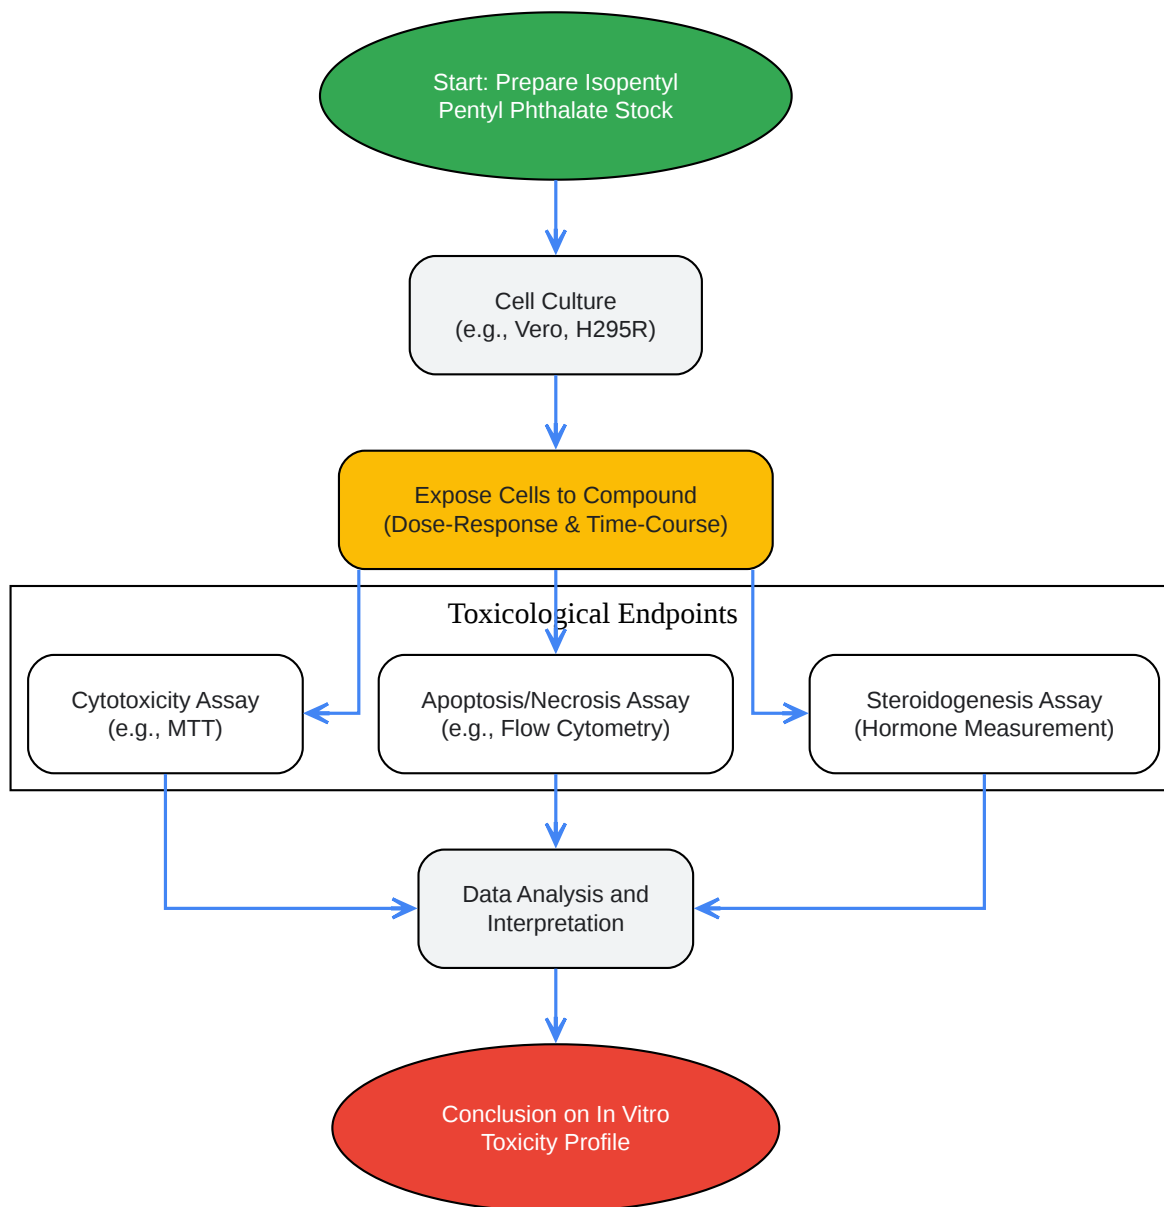 Start: Prepare Isopentyl
Pentyl Phthalate Stock
Cell Culture
(e.g., Vero, H295R)
Expose Cells to Compound
(Dose-Response & Time-Course)
Toxicological Endpoints
Cytotoxicity Assay
(e.g., MTT)
Apoptosis/Necrosis Assay
(e.g., Flow Cytometry)
Steroidogenesis Assay
(Hormone Measurement)
Data Analysis and
Interpretation
Conclusion on In Vitro
Toxicity Profile